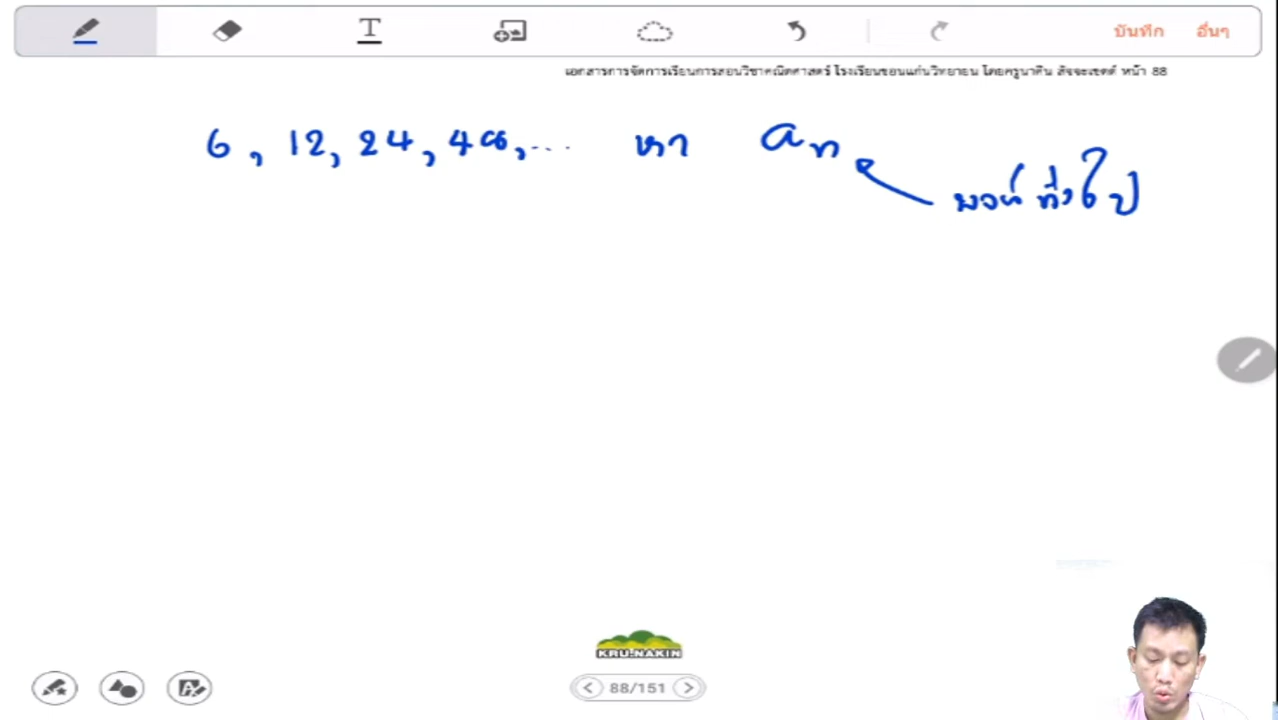 T
บันทึก อื่นๆ
เอกสารการจัดการเรียนการสอนวิชาคณิตศาสตร์ โรงเรียนขอนแก่นวิทยายน โดยครูนาคิน สัจจะเขตต์ หน้า 88
6, 12, 24, 48, ... หา aₙ
พจน์ทั่วไป
KRU.NAKIN
88/151